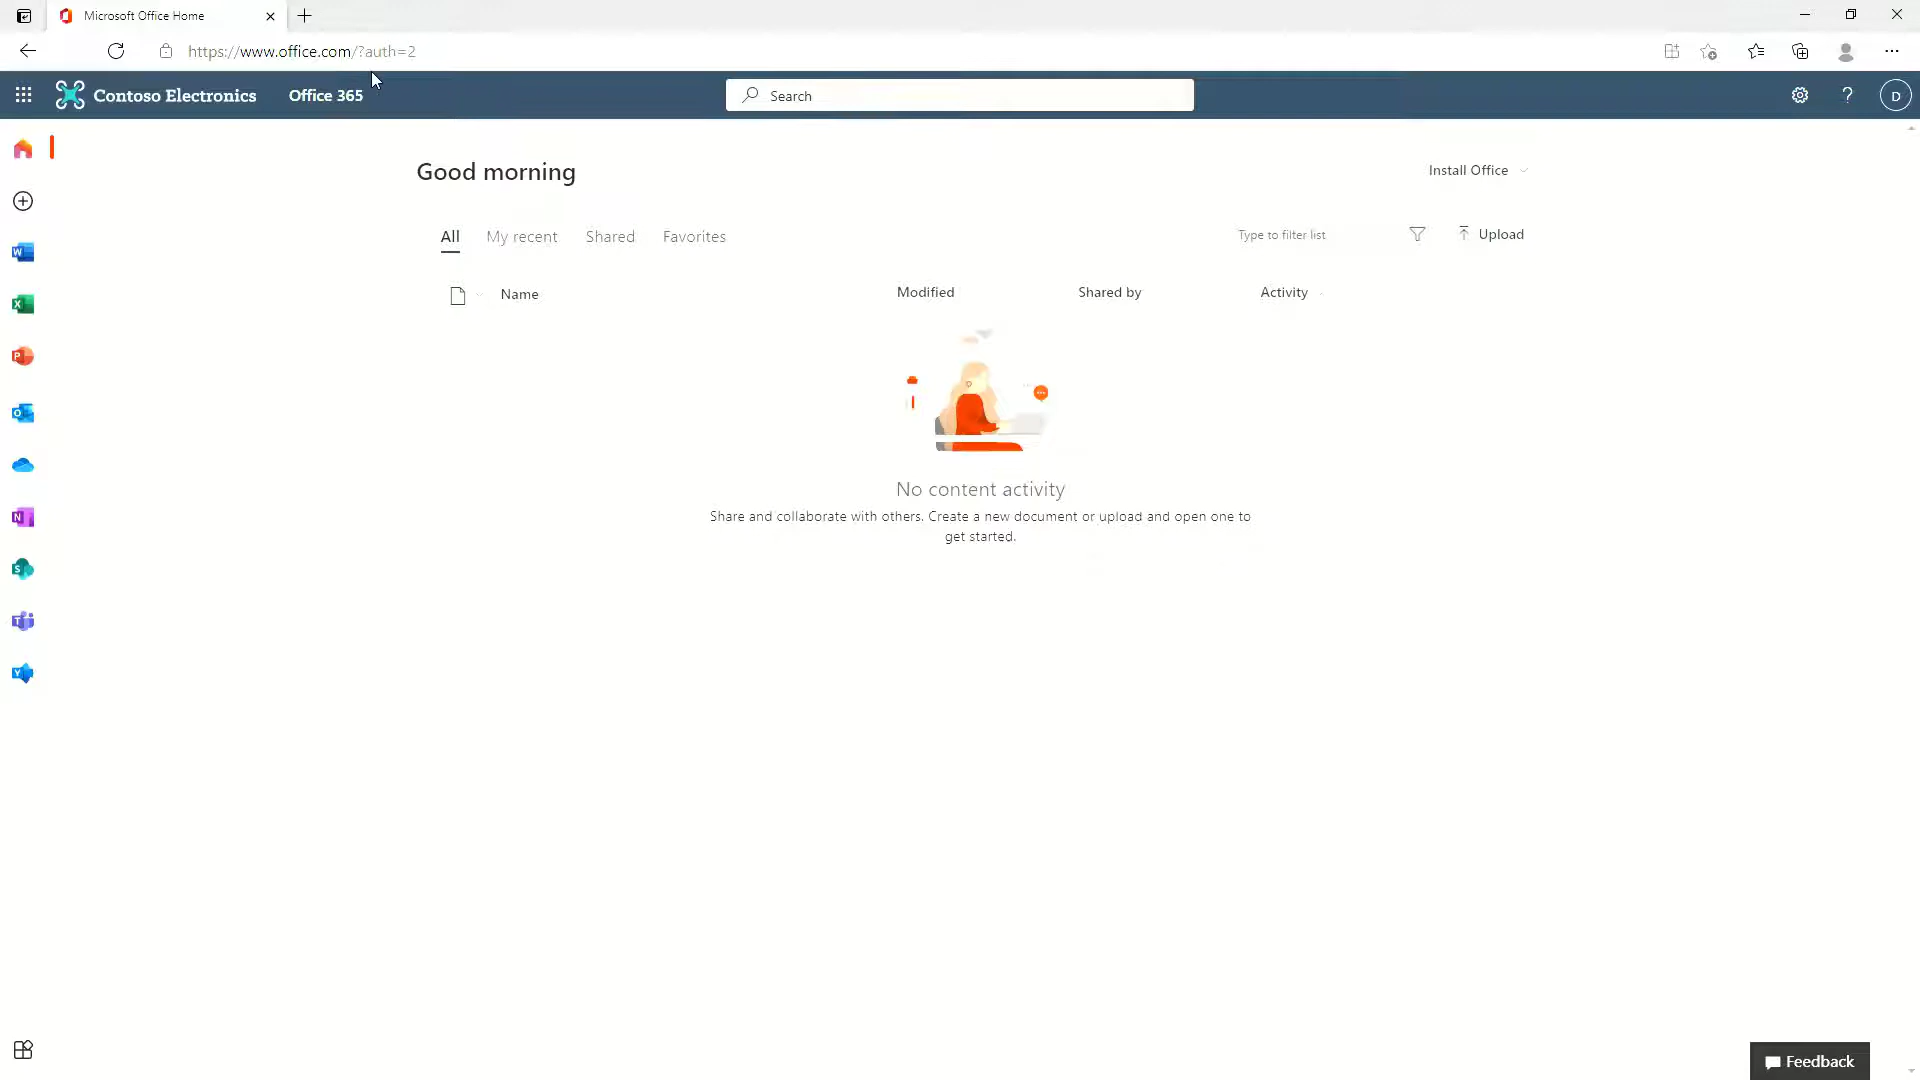 Microsoft Office Home
https://www.office.com/?auth=2
Contoso Electronics
Office 365
Search
?
D
Good morning
Install Office
All
My recent
Shared
Favorites
Type to filter list
Upload
Name
Modified
Shared by
Activity
No content activity
Share and collaborate with others. Create a new document or upload and open one to
get started.
W
X
P
O
N
S
T
Y
Feedback